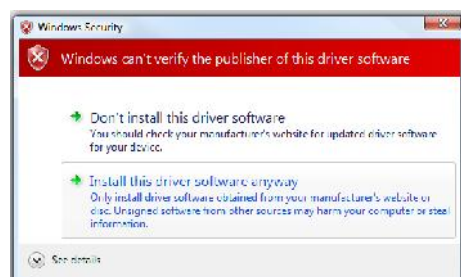 Windows Security
Windows can't verify the publisher of this driver software
Don't install this driver software
You should check your manufacturer's website for updated driver software
for your device.
Install this driver software anyway
Only install driver software obtained from your manufacturer's website or
disc. Unsigned software from other sources may harm your computer or steal
information.
See details